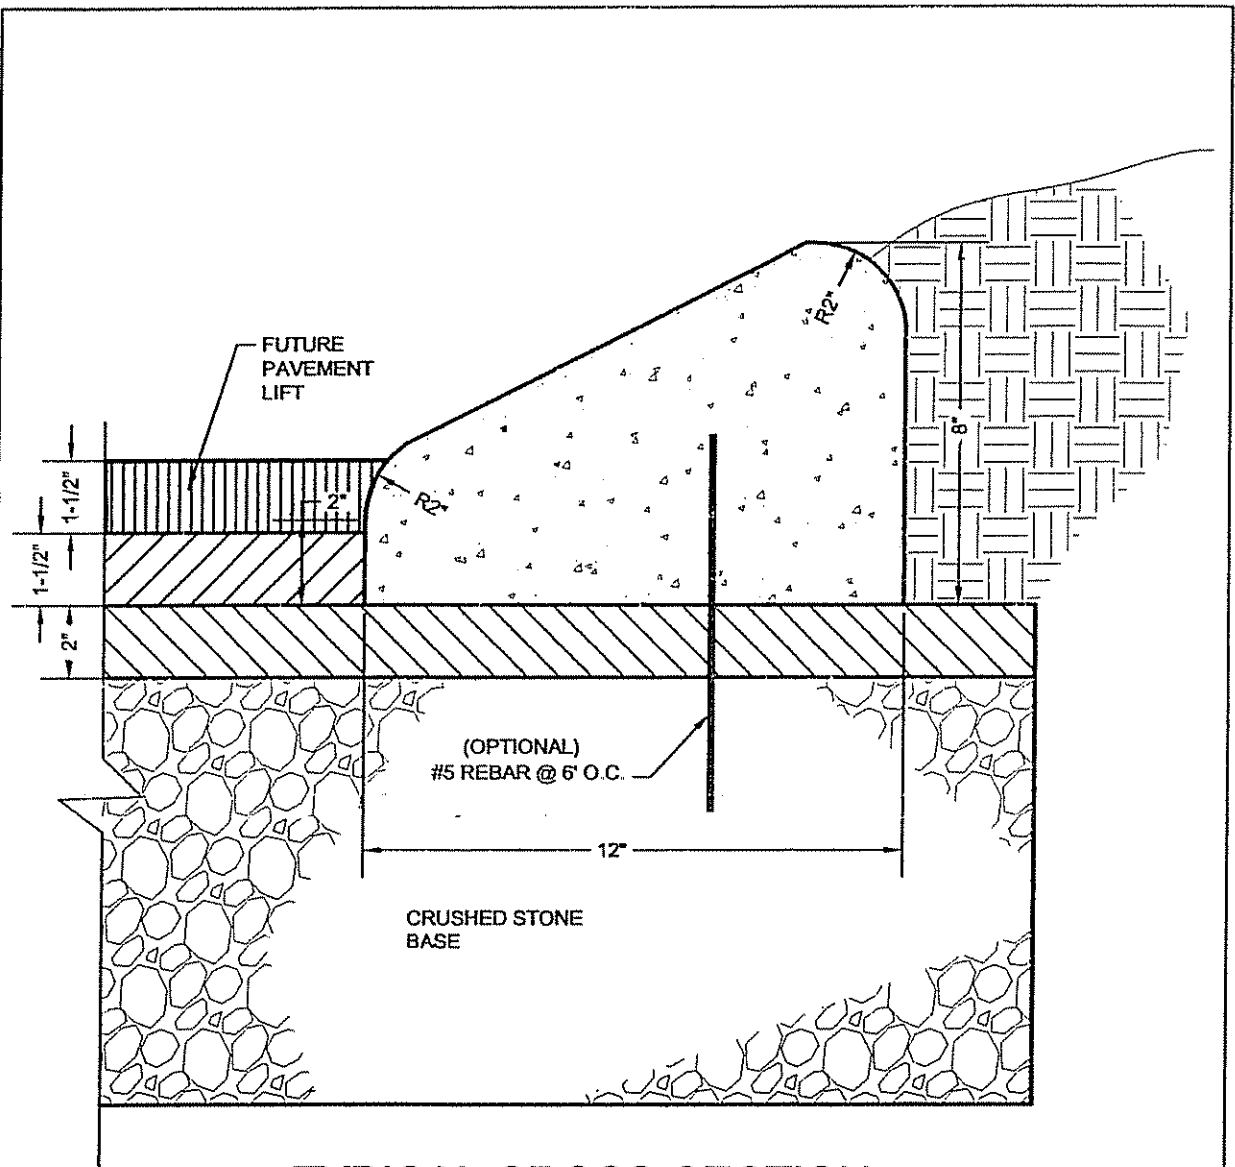 R2"
FUTURE
PAVEMENT
LIFT
8"
1-1/2"
2"
R2"
1-1/2"
2"
(OPTIONAL)
#5 REBAR @ 6' O.C.
12"
CRUSHED STONE
BASE